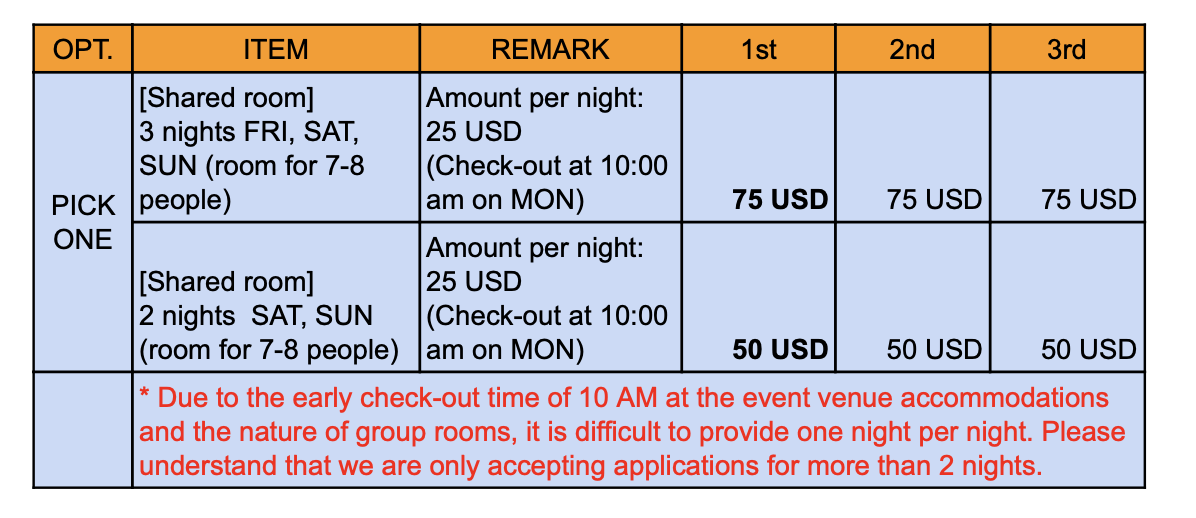 OPT. ITEM REMARK 1st 2nd 3rd
PICK
ONE
[Shared room]
3 nights FRI, SAT,
SUN (room for 7-8
people)
Amount per night:
25 USD
(Check-out at 10:00
am on MON)
75 USD 75 USD 75 USD
[Shared room]
2 nights  SAT, SUN
(room for 7-8 people)
Amount per night:
25 USD
(Check-out at 10:00
am on MON)
50 USD 50 USD 50 USD
* Due to the early check-out time of 10 AM at the event venue accommodations
and the nature of group rooms, it is difficult to provide one night per night. Please
understand that we are only accepting applications for more than 2 nights.